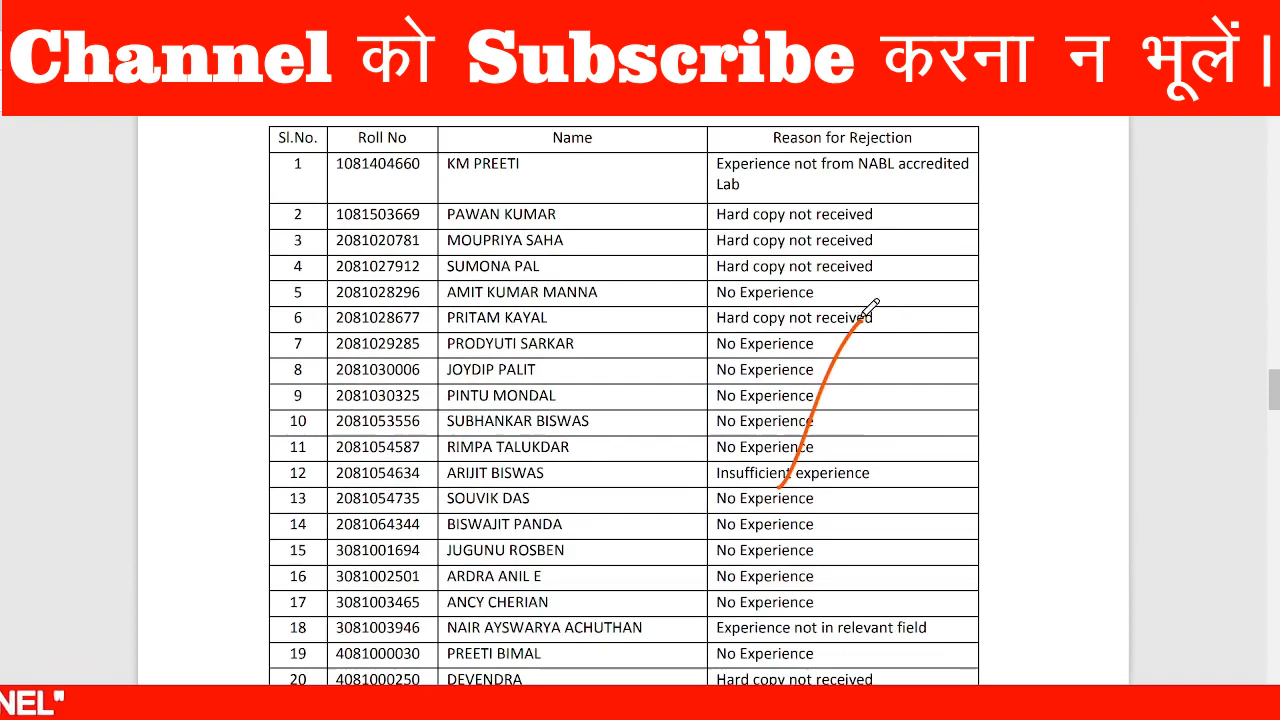 Channel को Subscribe करना न भूलें।
Sl.No. Roll No Name Reason for Rejection
1 1081404660 KM PREETI Experience not from NABL accredited
Lab
2 1081503669 PAWAN KUMAR Hard copy not received
3 2081020781 MOUPRIYA SAHA Hard copy not received
4 2081027912 SUMONA PAL Hard copy not received
5 2081028296 AMIT KUMAR MANNA No Experience
6 2081028677 PRITAM KAYAL Hard copy not received
7 2081029285 PRODYUTI SARKAR No Experience
8 2081030006 JOYDIP PALIT No Experience
9 2081030325 PINTU MONDAL No Experience
10 2081053556 SUBHANKAR BISWAS No Experience
11 2081054587 RIMPA TALUKDAR No Experience
12 2081054634 ARIJIT BISWAS Insufficient experience
13 2081054735 SOUVIK DAS No Experience
14 2081064344 BISWAJIT PANDA No Experience
15 3081001694 JUGUNU ROSBEN No Experience
16 3081002501 ARDRA ANIL E No Experience
17 3081003465 ANCY CHERIAN No Experience
18 3081003946 NAIR AYSWARYA ACHUTHAN Experience not in relevant field
19 4081000030 PREETI BIMAL No Experience
20 4081000250 DEVENDRA Hard copy not received
NEL"